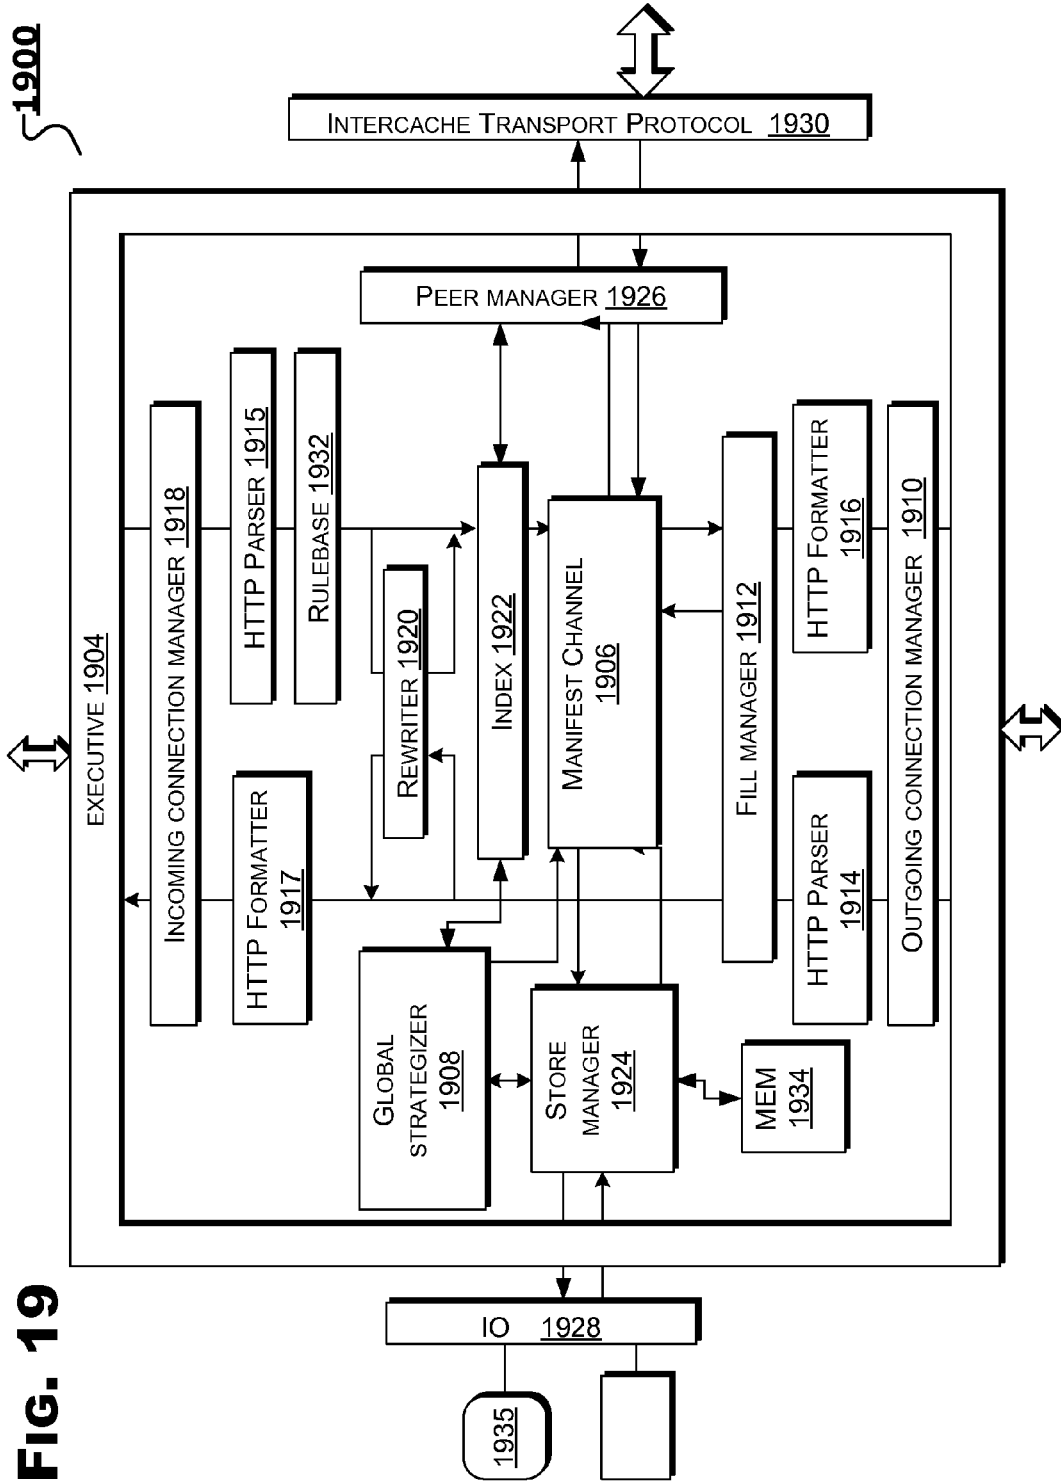 FIG. 19
1900
INTERCACHE TRANSPORT PROTOCOL 1930
EXECUTIVE 1904
INCOMING CONNECTION MANAGER 1918
HTTP FORMATTER
1917
HTTP PARSER 1915
RULEBASE 1932
REWRITER 1920
PEER MANAGER 1926
GLOBAL
STRATEGIZER
1908
INDEX 1922
MANIFEST CHANNEL
1906
STORE
MANAGER
1924
IO 1928
1935
MEM
1934
FILL MANAGER 1912
HTTP PARSER
1914
HTTP FORMATTER
1916
OUTGOING CONNECTION MANAGER 1910